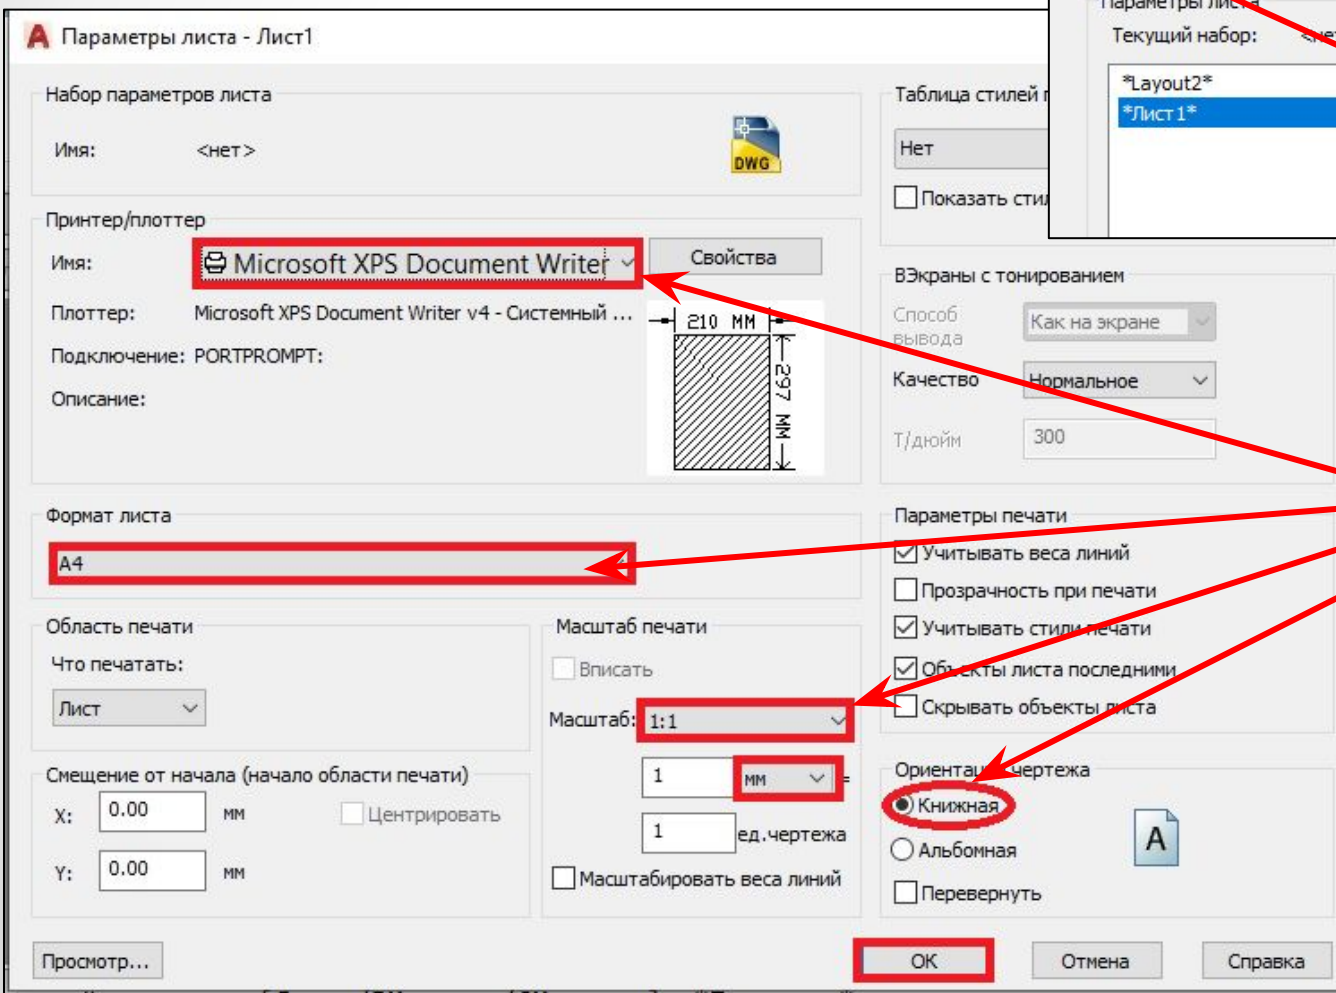 Параметры листа
Текущий набор:
*Layout2*
*Лист1*
Параметры листа - Лист1
Набор параметров листа
Имя: <нет>
DWG
Таблица стилей
Нет
Показать
Принтер/плоттер
Имя: Microsoft XPS Document Writer Свойства
Плоттер: Microsoft XPS Document Writer v4 - Системный ...
Подключение: PORTPROMPT:
Описание:
210 MM
297 MM
ВЭкраны с тонированием
Способ вывода Как на экране
Качество Нормальное
Т/дюйм 300
Формат листа
A4
Параметры печати
Учитывать веса линий
Прозрачность при печати
Учитывать стили печати
Объекты листа последними
Скрывать объекты листа
Область печати
Что печатать:
Лист
Масштаб печати
Вписать
Масштаб: 1:1
1 мм =
1 ед.чертежа
Масштабировать веса линий
Смещение от начала (начало области печати)
X: 0.00 мм Центрировать
Y: 0.00 мм
Ориентация чертежа
Книжная
Альбомная
Перевернуть
A
Просмотр... OK Отмена Справка